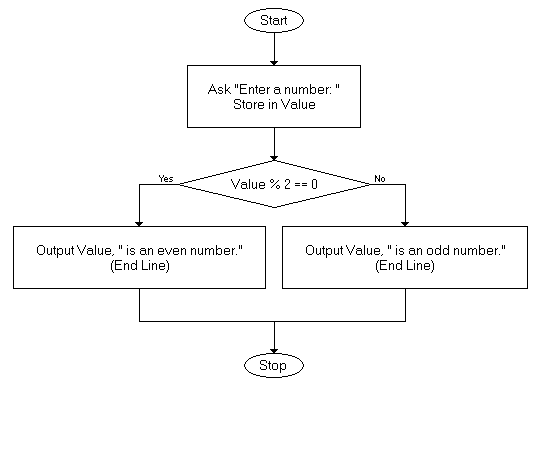 Start
Ask "Enter a number: "
Store in Value
Value % 2 == 0
Yes
No
Output Value, " is an even number."
(End Line)
Output Value, " is an odd number."
(End Line)
Stop